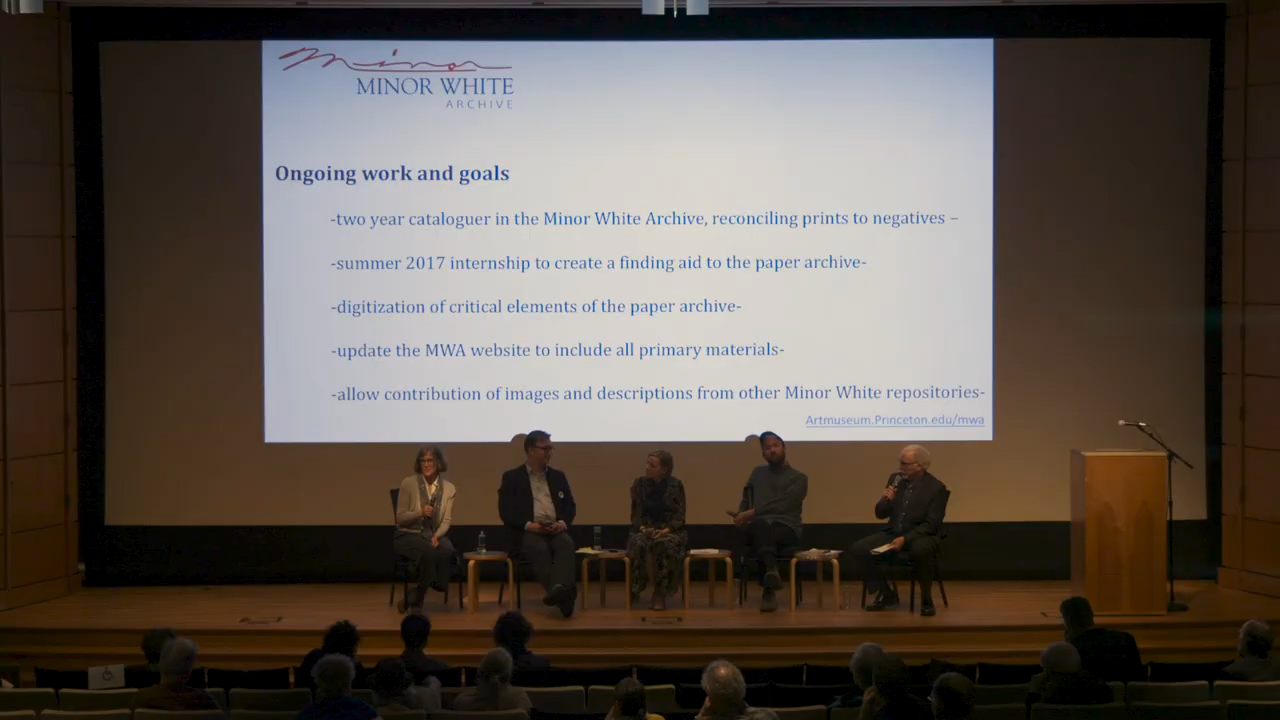 Minor
MINOR WHITE
ARCHIVE
Ongoing work and goals
-two year cataloguer in the Minor White Archive, reconciling prints to negatives –
-summer 2017 internship to create a finding aid to the paper archive-
-digitization of critical elements of the paper archive-
-update the MWA website to include all primary materials-
-allow contribution of images and descriptions from other Minor White repositories-
Artmuseum.Princeton.edu/mwa